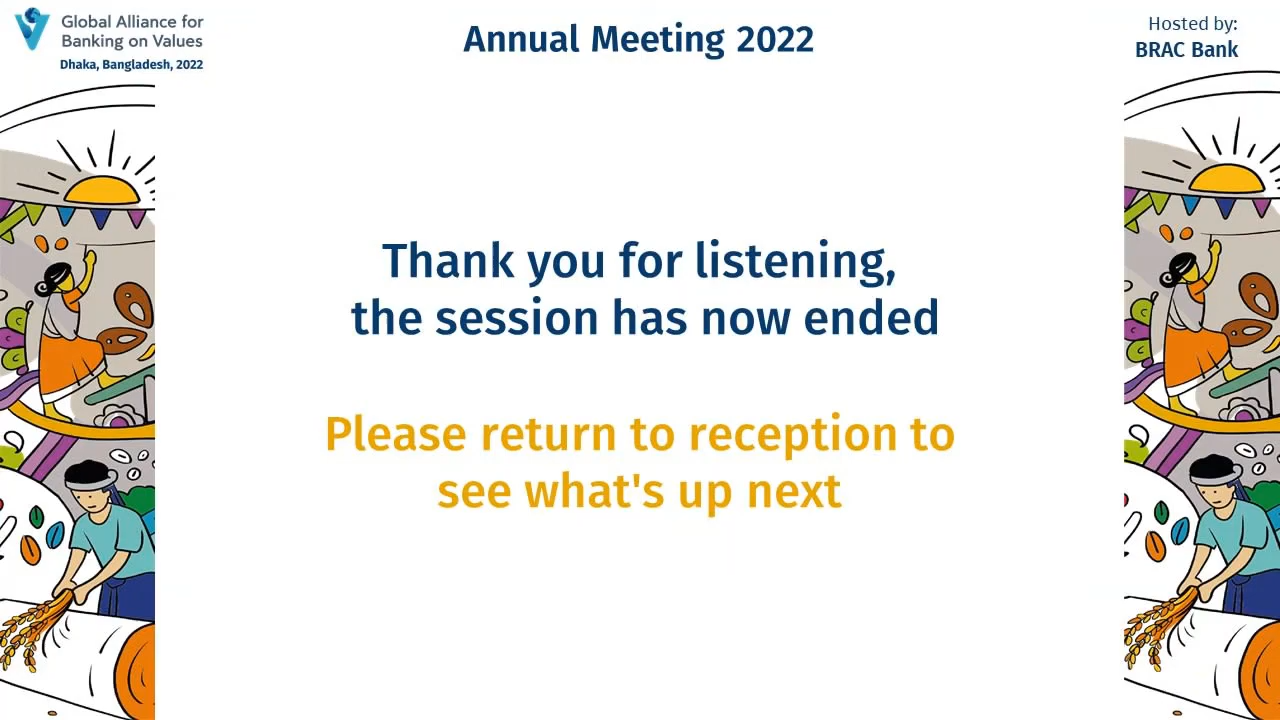 Global Alliance for
Banking on Values
Dhaka, Bangladesh, 2022
Annual Meeting 2022
Hosted by:
BRAC Bank
Thank you for listening,
the session has now ended
Please return to reception to
see what's up next